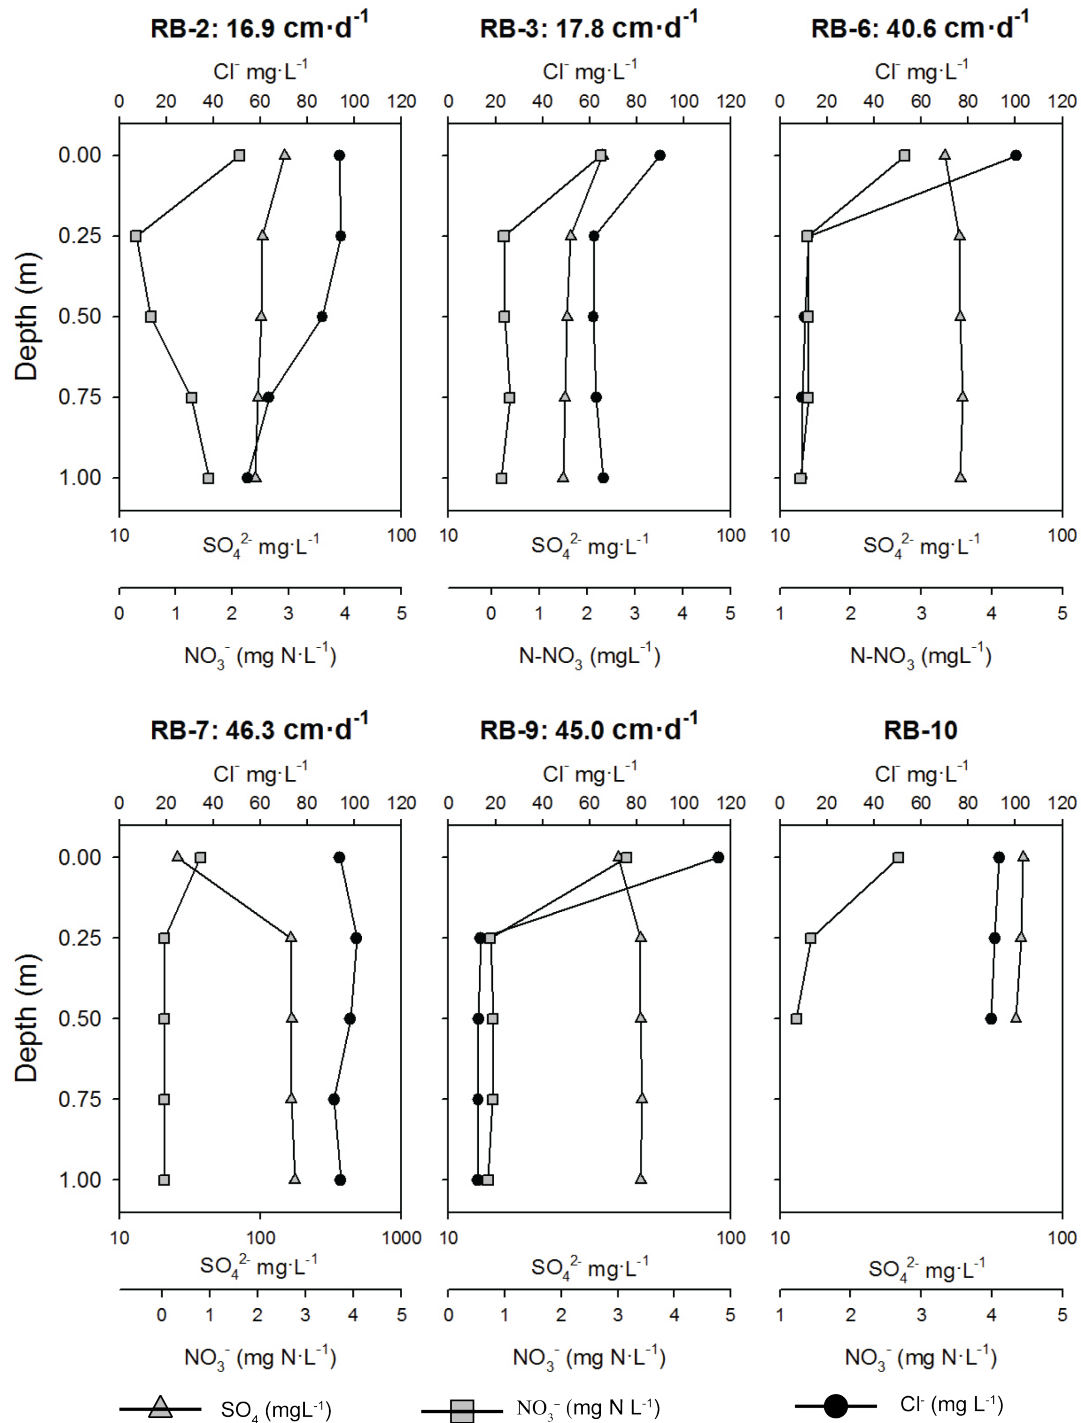 RB-2: 16.9 cm·d⁻¹ RB-3: 17.8 cm·d⁻¹ RB-6: 40.6 cm·d⁻¹
Cl⁻ mg·L⁻¹ Cl⁻ mg·L⁻¹ Cl⁻ mg·L⁻¹
0 20 40 60 80 100 120 0 20 40 60 80 100 120 0 20 40 60 80 100 120
0.00
0.25
0.50
0.75
1.00
Depth (m)
10 100 10 100 10 100
SO₄²⁻ mg·L⁻¹ SO₄²⁻ mg·L⁻¹ SO₄²⁻ mg·L⁻¹
0 1 2 3 4 5 0 1 2 3 4 5 1 2 3 4 5
NO₃⁻ (mg N·L⁻¹) N-NO₃ (mgL⁻¹) N-NO₃ (mgL⁻¹)
RB-7: 46.3 cm·d⁻¹ RB-9: 45.0 cm·d⁻¹ RB-10
Cl⁻ mg·L⁻¹ Cl⁻ mg·L⁻¹ Cl⁻ mg·L⁻¹
0 20 40 60 80 100 120 0 20 40 60 80 100 120 0 20 40 60 80 100 120
0.00
0.25
0.50
0.75
1.00
Depth (m)
10 100 1000 10 100 10 100
SO₄²⁻ mg·L⁻¹ SO₄²⁻ mg·L⁻¹ SO₄²⁻ mg·L⁻¹
0 1 2 3 4 5 0 1 2 3 4 5 1 2 3 4 5
NO₃⁻ (mg N·L⁻¹) NO₃⁻ (mg N·L⁻¹) NO₃⁻ (mg N·L⁻¹)
SO₄ (mgL⁻¹) NO₃⁻ (mg N L⁻¹) Cl⁻ (mg L⁻¹)